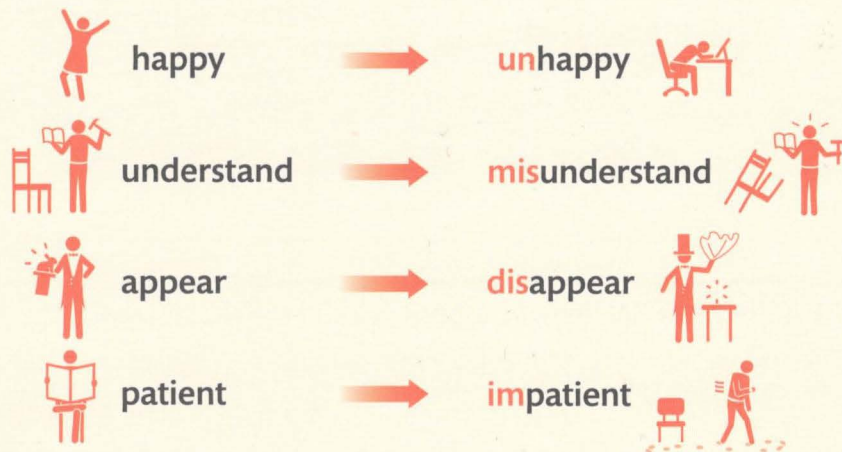 happy unhappy
understand misunderstand
appear disappear
patient impatient